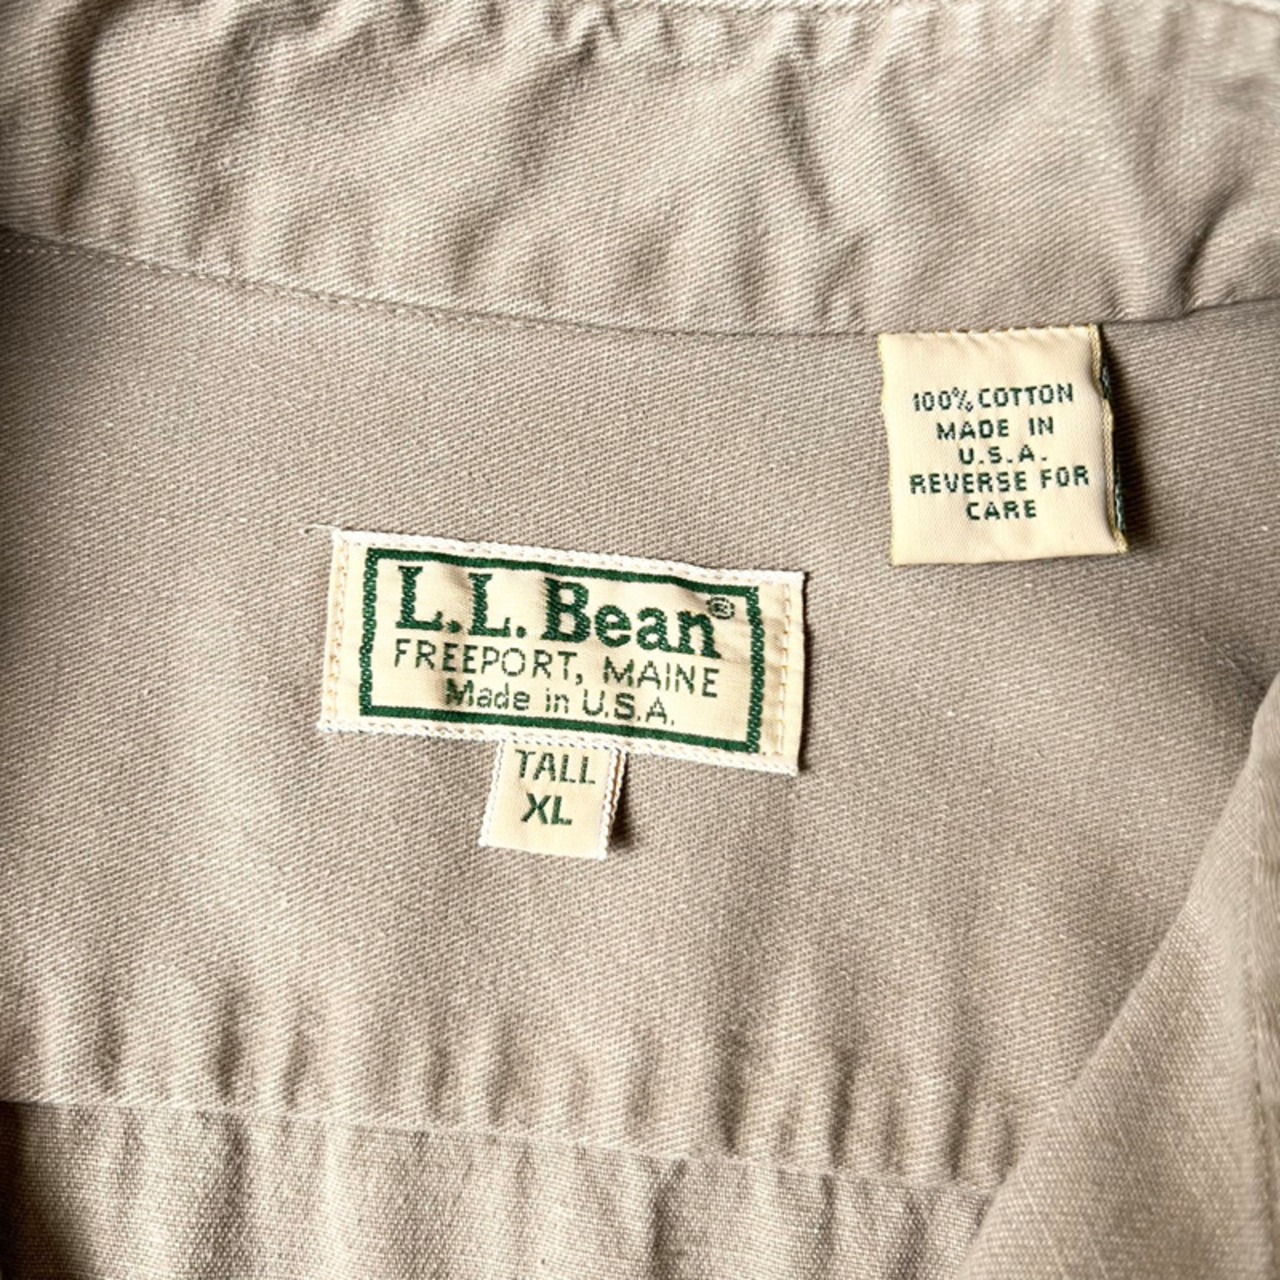 100% COTTON
MADE IN
U.S.A.
REVERSE FOR
CARE
L.L. Bean®
FREEPORT, MAINE
Made in U.S.A.
TALL
XL